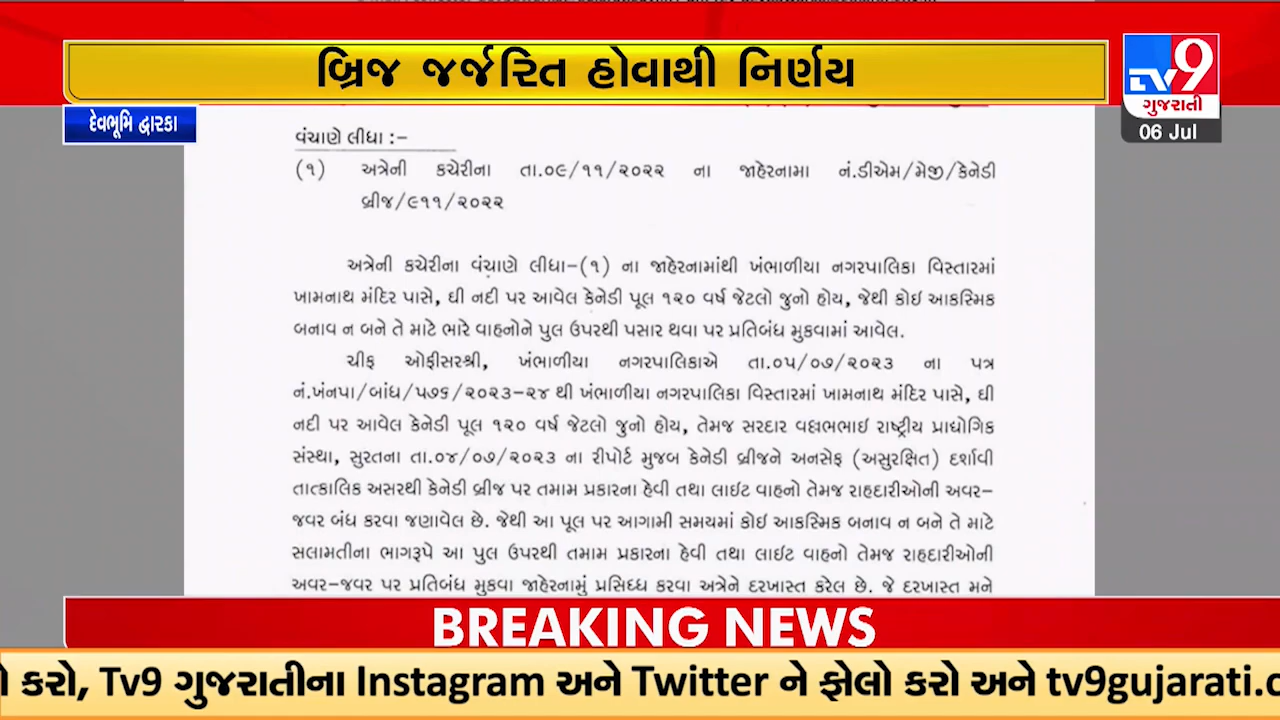 બ્રિજ જર્જરિત હોવાથી નિર્ણય
TV9
ગુજરાતી
06 Jul
દેવભૂમિ દ્વારકા
વંચાણે લીધા :–
(૧) અત્રેની કચેરીના તા.૦૯/૧૧/૨૦૨૨ ના જાહેરનામા નં.ડીએમ/મેજી/કેનેડી
બ્રીજ/૯૧૧/૨૦૨૨
અત્રેની કચેરીના વંચાણે લીધા–(૧) ના જાહેરનામાંથી ખંભાળીયા નગરપાલિકા વિસ્તારમાં
ખામનાથ મંદિર પાસે, ઘી નદી પર આવેલ કેનેડી પૂલ ૧૨૦ વર્ષ જેટલો જુનો હોય, જેથી કોઈ આકસ્મિક
બનાવ ન બને તે માટે ભારે વાહનોને પુલ ઉપરથી પસાર થવા પર પ્રતિબંધ મુકવામાં આવેલ.
ચીફ ઓફીસરશ્રી, ખંભાળીયા નગરપાલિકાએ તા.૦૫/૦૭/૨૦૨૩ ના પત્ર
નં.ખંનપા/બાંધ/૫૭૬/૨૦૨૩–૨૪ થી ખંભાળીયા નગરપાલિકા વિસ્તારમાં ખામનાથ મંદિર પાસે, ઘી
નદી પર આવેલ કેનેડી પૂલ ૧૨૦ વર્ષ જેટલો જુનો હોય, તેમજ સરદાર વલ્લભભાઈ રાષ્ટ્રીય પ્રાધોગિક
સંસ્થા, સુરતના તા.૦૪/૦૭/૨૦૨૩ ના રીપોર્ટ મુજબ કેનેડી બ્રીજને અનસેફ (અસુરક્ષિત) દર્શાવી
તાત્કાલિક અસરથી કેનેડી બ્રીજ પર તમામ પ્રકારના હેવી તથા લાઈટ વાહનો તેમજ રાહદારીઓની અવર–
જવર બંધ કરવા જણાવેલ છે. જેથી આ પૂલ પર આગામી સમયમાં કોઈ આકસ્મિક બનાવ ન બને તે માટે
સલામતીના ભાગરૂપે આ પુલ ઉપરથી તમામ પ્રકારના હેવી તથા લાઈટ વાહનો તેમજ રાહદારીઓની
અવર–જવર પર પ્રતિબંધ મુકવા જાહેરનામું પ્રસિધ્ધ કરવા અત્રેને દરખાસ્ત કરેલ છે. જે દરખાસ્ત મને
BREAKING NEWS
કરો, Tv9 ગુજરાતીના Instagram અને Twitter ને ફોલો કરો અને tv9gujarati.c